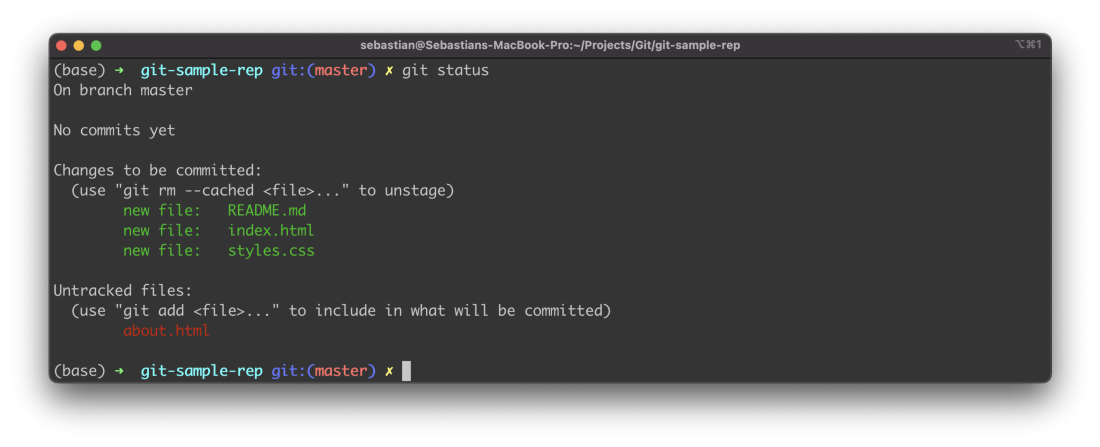 sebastian@Sebastians-MacBook-Pro:~/Projects/Git/git-sample-rep ⌥⌘1
(base) ➜ git-sample-rep git:(master) ✗ git status
On branch master
No commits yet
Changes to be committed:
(use "git rm --cached <file>..." to unstage)
new file: README.md
new file: index.html
new file: styles.css
Untracked files:
(use "git add <file>..." to include in what will be committed)
about.html
(base) ➜ git-sample-rep git:(master) ✗